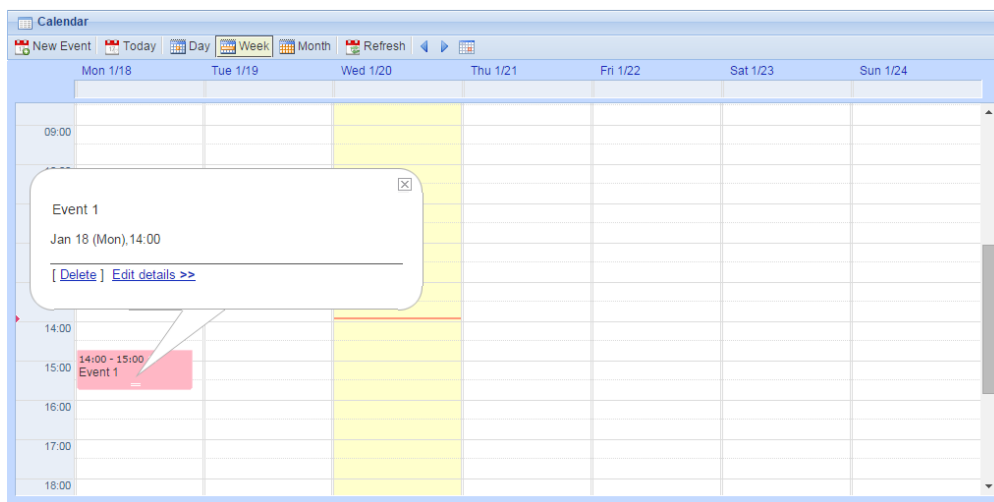 Calendar
New Event Today Day Week Month Refresh
Mon 1/18 Tue 1/19 Wed 1/20 Thu 1/21 Fri 1/22 Sat 1/23 Sun 1/24
09:00
Event 1
Jan 18 (Mon),14:00
[ Delete ] Edit details >>
14:00
14:00 - 15:00
15:00
Event 1
16:00
17:00
18:00